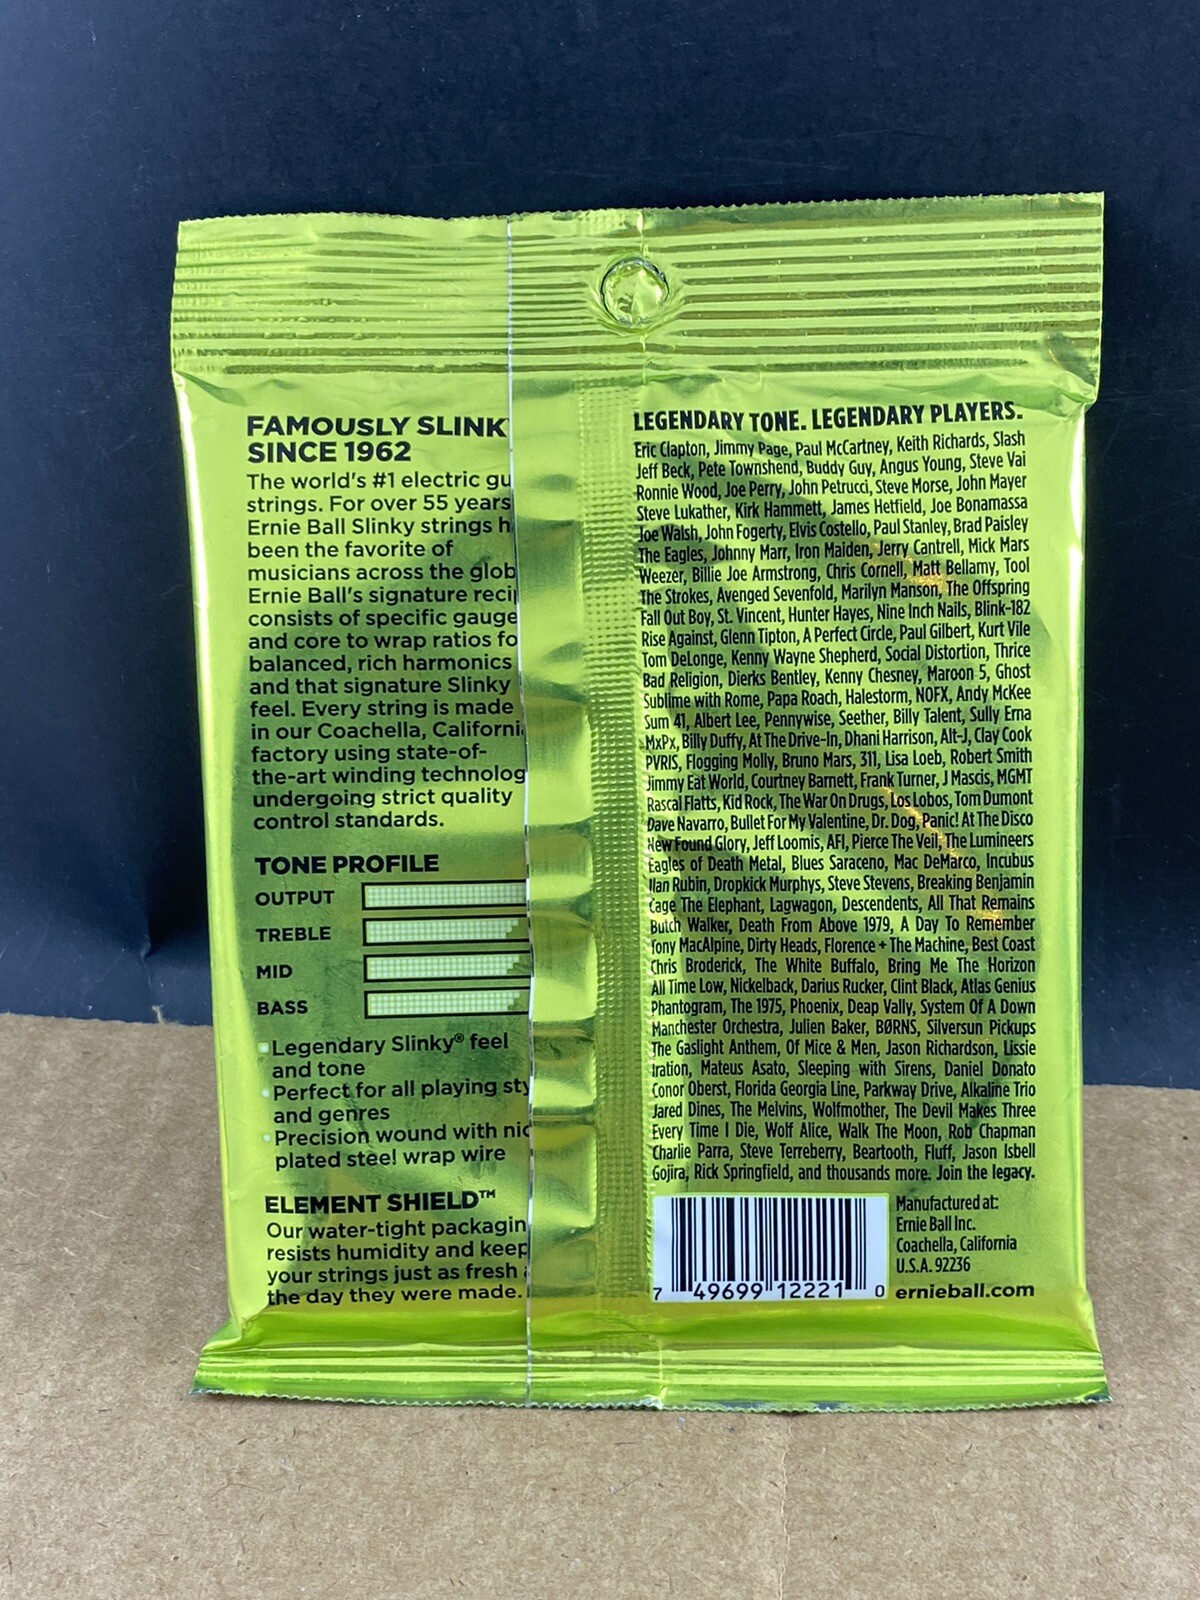 FAMOUSLY SLINK
SINCE 1962
The world's #1 electric gu
strings. For over 55 years
Ernie Ball Slinky strings h
been the favorite of
musicians across the glob
Ernie Ball's signature reci
consists of specific gauge
and core to wrap ratios fo
balanced, rich harmonics
and that signature Slinky
feel. Every string is made
in our Coachella, Californi
factory using state-of-
the-art winding technolog
undergoing strict quality
control standards.
TONE PROFILE
OUTPUT
TREBLE
MID
BASS
Legendary Slinky® feel
and tone
Perfect for all playing sty
and genres
Precision wound with nic
plated steel wrap wire
ELEMENT SHIELD™
Our water-tight packagin
resists humidity and keep
your strings just as fresh
the day they were made.
LEGENDARY TONE. LEGENDARY PLAYERS.
Eric Clapton, Jimmy Page, Paul McCartney, Keith Richards, Slash
Jeff Beck, Pete Townshend, Buddy Guy, Angus Young, Steve Vai
Ronnie Wood, Joe Perry, John Petrucci, Steve Morse, John Mayer
Steve Lukather, Kirk Hammett, James Hetfield, Joe Bonamassa
Joe Walsh, John Fogerty, Elvis Costello, Paul Stanley, Brad Paisley
The Eagles, Johnny Marr, Iron Maiden, Jerry Cantrell, Mick Mars
Weezer, Billie Joe Armstrong, Chris Cornell, Matt Bellamy, Tool
The Strokes, Avenged Sevenfold, Marilyn Manson, The Offspring
Fall Out Boy, St. Vincent, Hunter Hayes, Nine Inch Nails, Blink-182
Rise Against, Glenn Tipton, A Perfect Circle, Paul Gilbert, Kurt Vile
Tom DeLonge, Kenny Wayne Shepherd, Social Distortion, Thrice
Bad Religion, Dierks Bentley, Kenny Chesney, Maroon 5, Ghost
Sublime with Rome, Papa Roach, Halestorm, NOFX, Andy McKee
Sum 41, Albert Lee, Pennywise, Seether, Billy Talent, Sully Erna
MxPx, Billy Duffy, At The Drive-In, Dhani Harrison, Alt-J, Clay Cook
PVRIS, Flogging Molly, Bruno Mars, 311, Lisa Loeb, Robert Smith
Jimmy Eat World, Courtney Barnett, Frank Turner, J Mascis, MGMT
Rascal Flatts, Kid Rock, The War On Drugs, Los Lobos, Tom Dumont
Dave Navarro, Bullet For My Valentine, Dr. Dog, Panic! At The Disco
New Found Glory, Jeff Loomis, AFI, Pierce The Veil, The Lumineers
Eagles of Death Metal, Blues Saraceno, Mac DeMarco, Incubus
Ilan Rubin, Dropkick Murphys, Steve Stevens, Breaking Benjamin
Cage The Elephant, Lagwagon, Descendents, All That Remains
Butch Walker, Death From Above 1979, A Day To Remember
Tony MacAlpine, Dirty Heads, Florence + The Machine, Best Coast
Chris Broderick, The White Buffalo, Bring Me The Horizon
All Time Low, Nickelback, Darius Rucker, Clint Black, Atlas Genius
Phantogram, The 1975, Phoenix, Deap Vally, System Of A Down
Manchester Orchestra, Julien Baker, BØRNS, Silversun Pickups
The Gaslight Anthem, Of Mice & Men, Jason Richardson, Lissie
Iration, Mateus Asato, Sleeping with Sirens, Daniel Donato
Conor Oberst, Florida Georgia Line, Parkway Drive, Alkaline Trio
Jared Dines, The Melvins, Wolfmother, The Devil Makes Three
Every Time I Die, Wolf Alice, Walk The Moon, Rob Chapman
Charlie Parra, Steve Terreberry, Beartooth, Fluff, Jason Isbell
Gojira, Rick Springfield, and thousands more. Join the legacy.
7 49699 12221 0
Manufactured at:
Ernie Ball Inc.
Coachella, California
U.S.A. 92236
ernieball.com